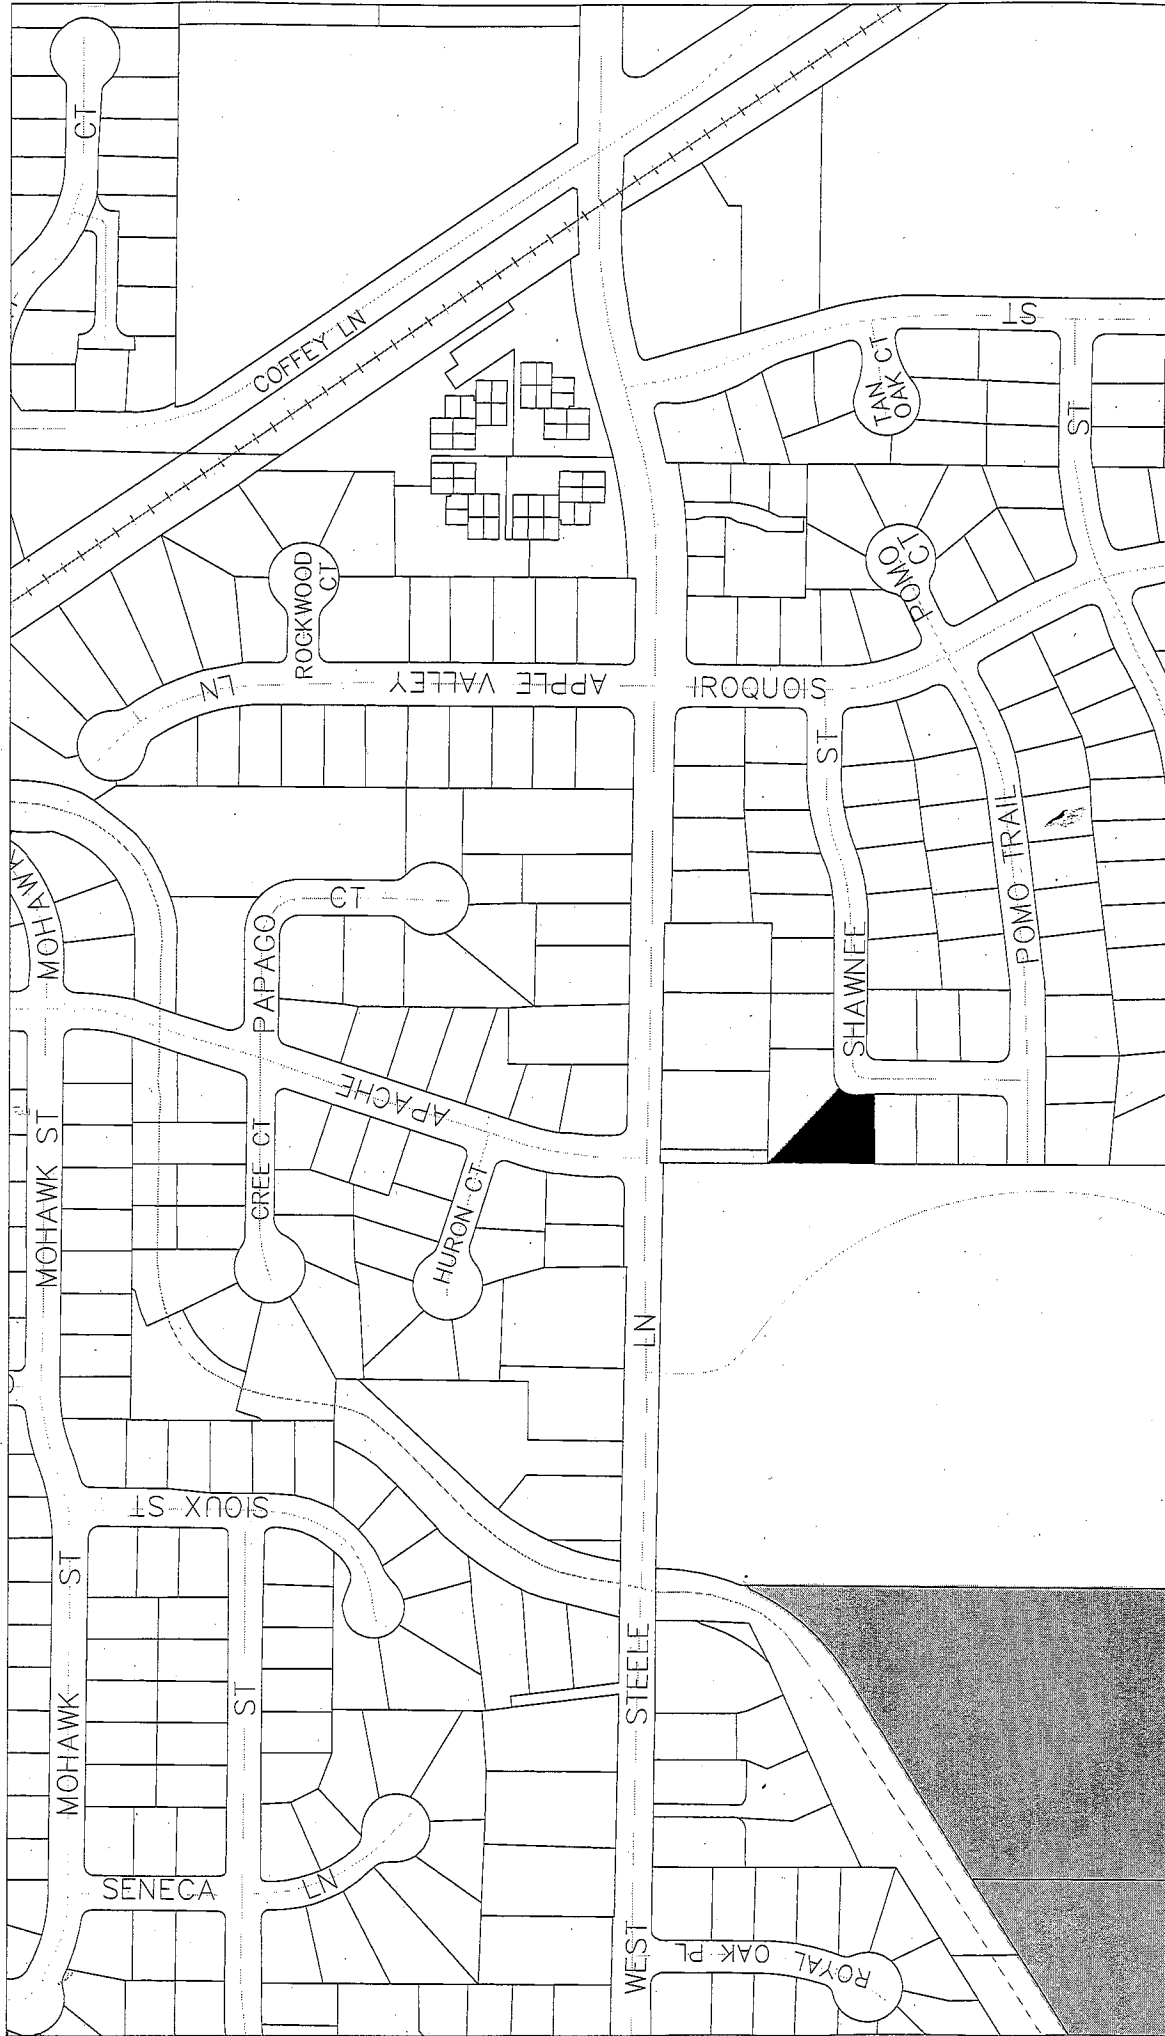 CT
COFFEY LN
ST
TAN CT
OAK
ST
ROCKWOOD
CT
POMO
CT
POMO TRAIL
LN
APPLE VALLEY
IROQUOIS
ST
SHAWNEE
MOHAWK
MOHAWK
PAPAGO
CT
APACHE
CREE CT
HURON CT
MOHAWK ST
SIOUX ST
ST
MOHAWK
ST
SENECA
LN
WEST
STEELE
LN
ROYAL
OAK PL